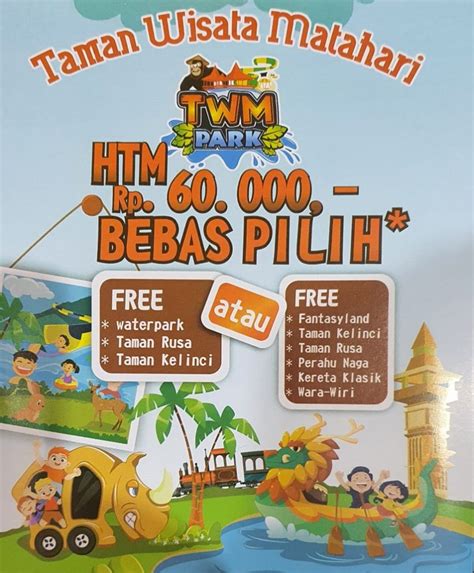 Taman Wisata Matahari
TWM
PARK
HTM
Rp. 60.000,-
BEBAS PILIH*
FREE
* waterpark
* Taman Rusa
* Taman Kelinci
atau
FREE
* Fantasyland
* Taman Kelinci
* Taman Rusa
* Perahu Naga
* Kereta Klasik
* Wara-Wiri